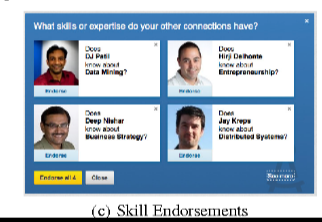 What skills or expertise do your other connections have?
Does
DJ Patil
know about
Data Mining?
Endorse
Does
Hirji Delhonte
know about
Entrepreneurship?
Endorse
Does
Deep Nishar
know about
Business Strategy?
Endorse
Does
Jay Kreps
know about
Distributed Systems?
Endorse
Endorse all 4
Close
(c) Skill Endorsements